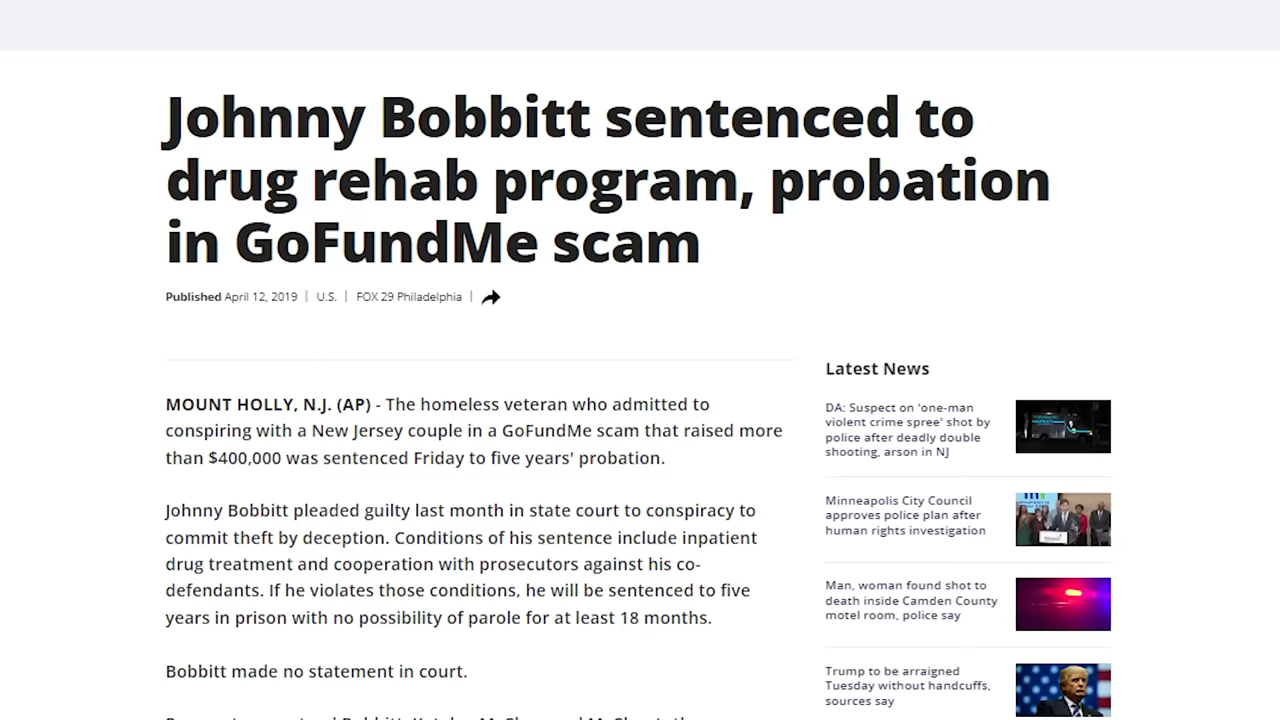 Johnny Bobbitt sentenced to
drug rehab program, probation
in GoFundMe scam
Published April 12, 2019 | U.S. | FOX 29 Philadelphia |
MOUNT HOLLY, N.J. (AP) - The homeless veteran who admitted to
conspiring with a New Jersey couple in a GoFundMe scam that raised more
than $400,000 was sentenced Friday to five years' probation.
Johnny Bobbitt pleaded guilty last month in state court to conspiracy to
commit theft by deception. Conditions of his sentence include inpatient
drug treatment and cooperation with prosecutors against his co-
defendants. If he violates those conditions, he will be sentenced to five
years in prison with no possibility of parole for at least 18 months.
Bobbitt made no statement in court.
Latest News
DA: Suspect on 'one-man
violent crime spree' shot by
police after deadly double
shooting, arson in NJ
Minneapolis City Council
approves police plan after
human rights investigation
Man, woman found shot to
death inside Camden County
motel room, police say
Trump to be arraigned
Tuesday without handcuffs,
sources say